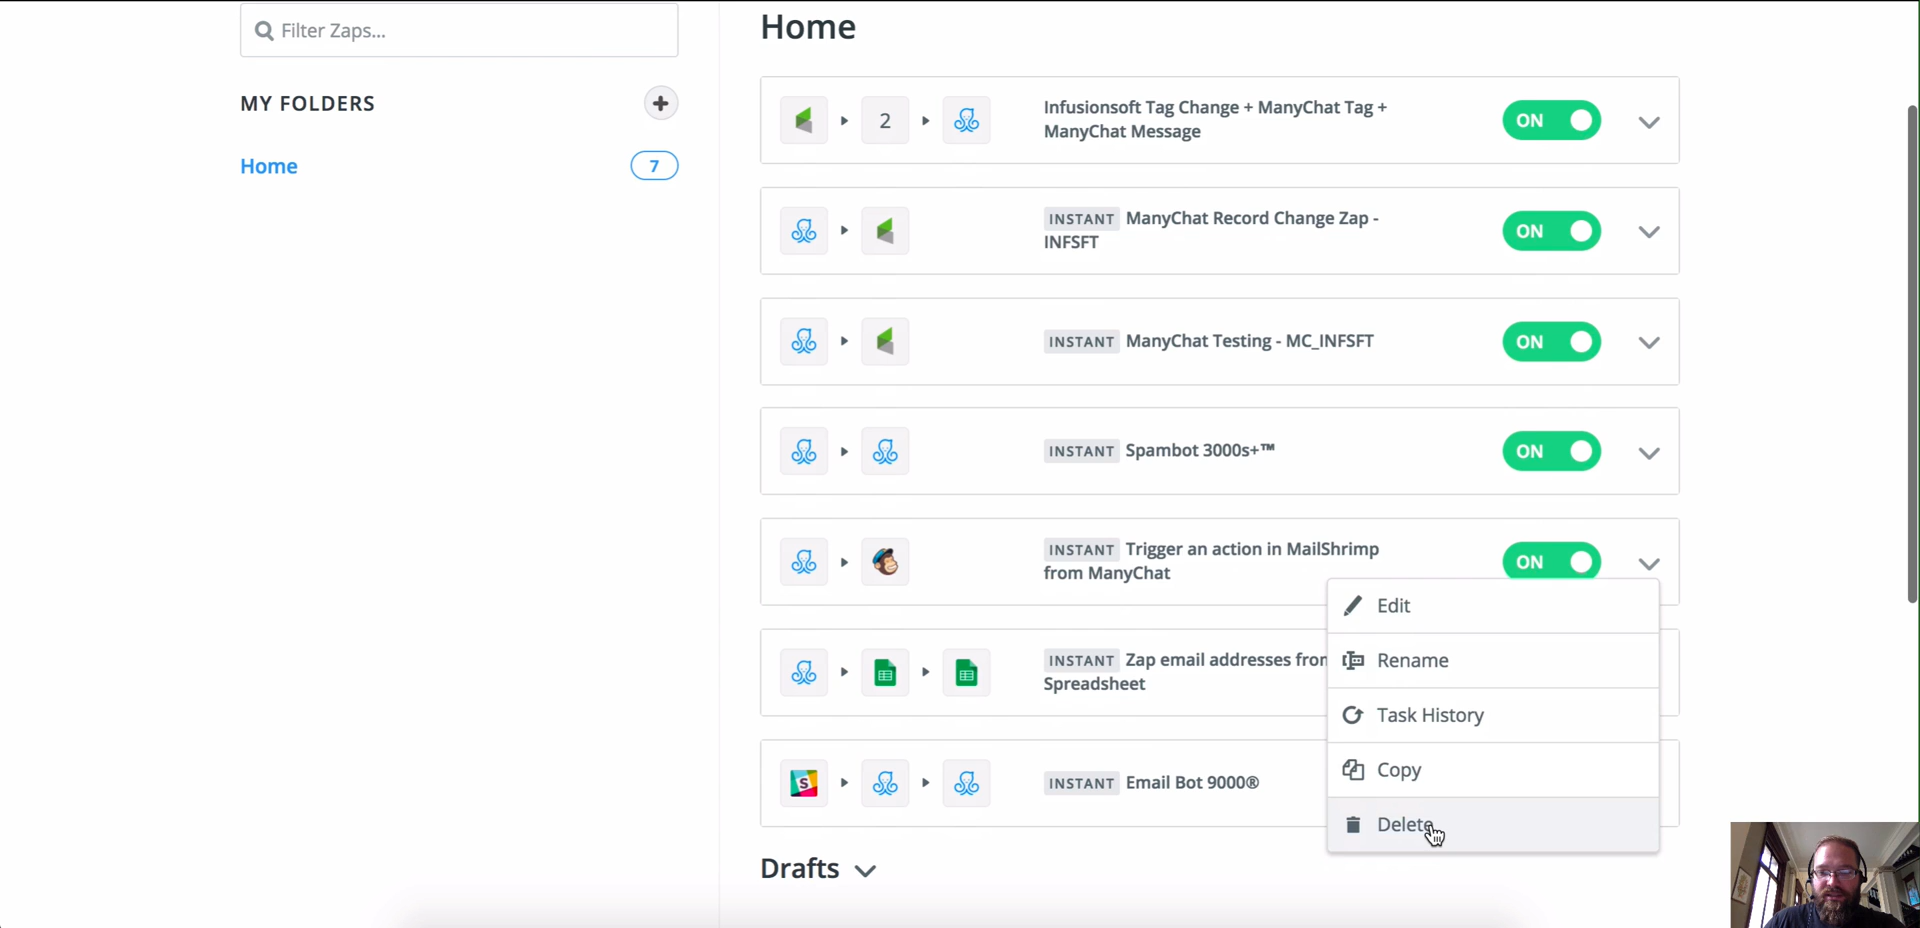 Filter Zaps...
MY FOLDERS
Home
7
Home
2
Infusionsoft Tag Change + ManyChat Tag +
ManyChat Message
ON
INSTANT ManyChat Record Change Zap -
INFSFT
ON
INSTANT ManyChat Testing - MC_INFSFT
ON
INSTANT Spambot 3000s+™
ON
INSTANT Trigger an action in MailShrimp
from ManyChat
ON
INSTANT Zap email addresses from
Spreadsheet
S
INSTANT Email Bot 9000®
Edit
Rename
Task History
Copy
Delete
Drafts